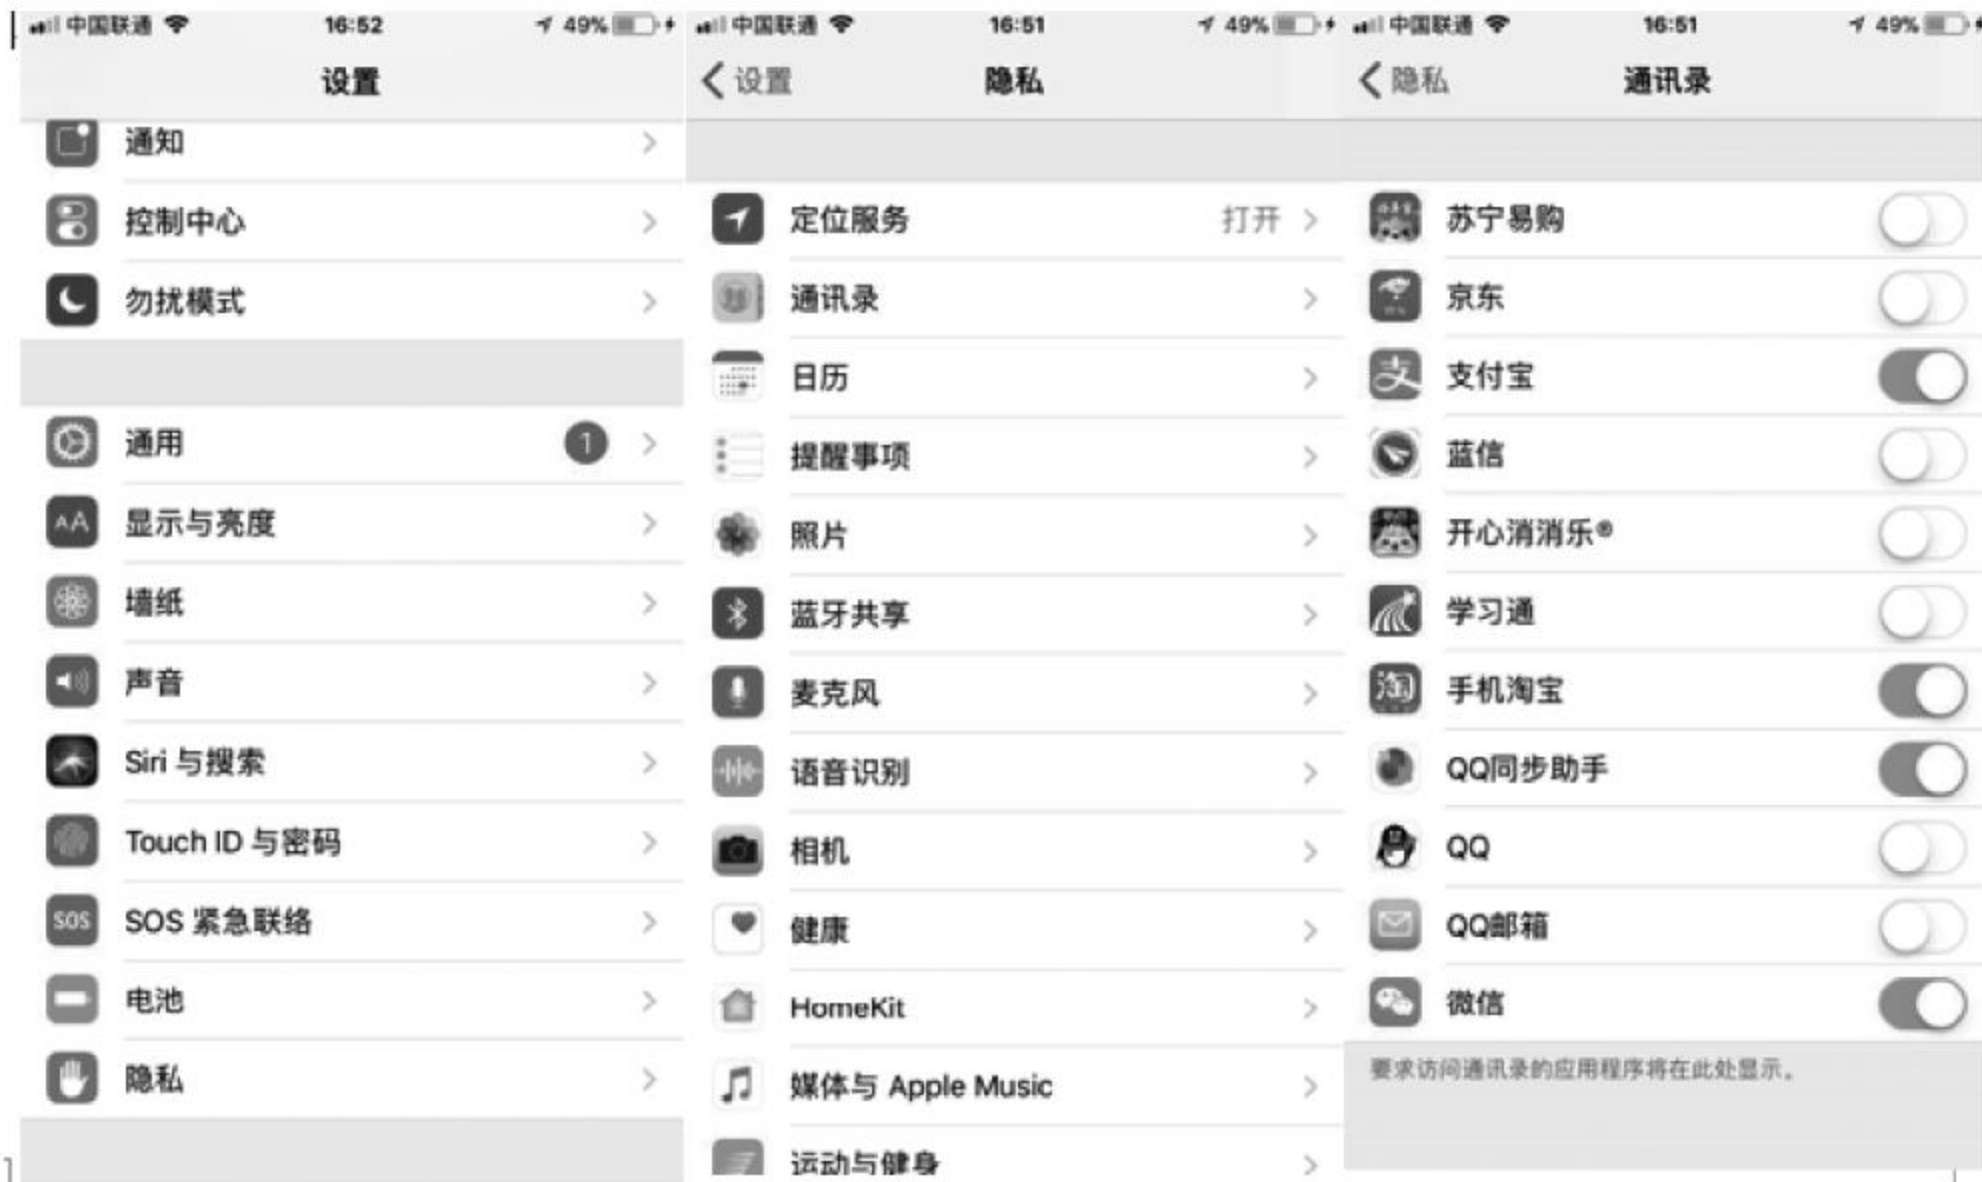 中国联通 16:52 49%
设置
通知
控制中心
勿扰模式
通用 1
AA 显示与亮度
墙纸
声音
Siri 与搜索
Touch ID 与密码
SOS SOS 紧急联络
电池
隐私
中国联通 16:51 49%
设置 隐私
定位服务 打开
通讯录
日历
提醒事项
照片
蓝牙共享
麦克风
语音识别
相机
健康
HomeKit
媒体与 Apple Music
运动与健身
中国联通 16:51 49%
隐私 通讯录
苏宁易购
京东
支 支付宝
蓝信
开心消消乐®
学习通
淘 手机淘宝
QQ同步助手
QQ
QQ邮箱
微信
要求访问通讯录的应用程序将在此处显示。